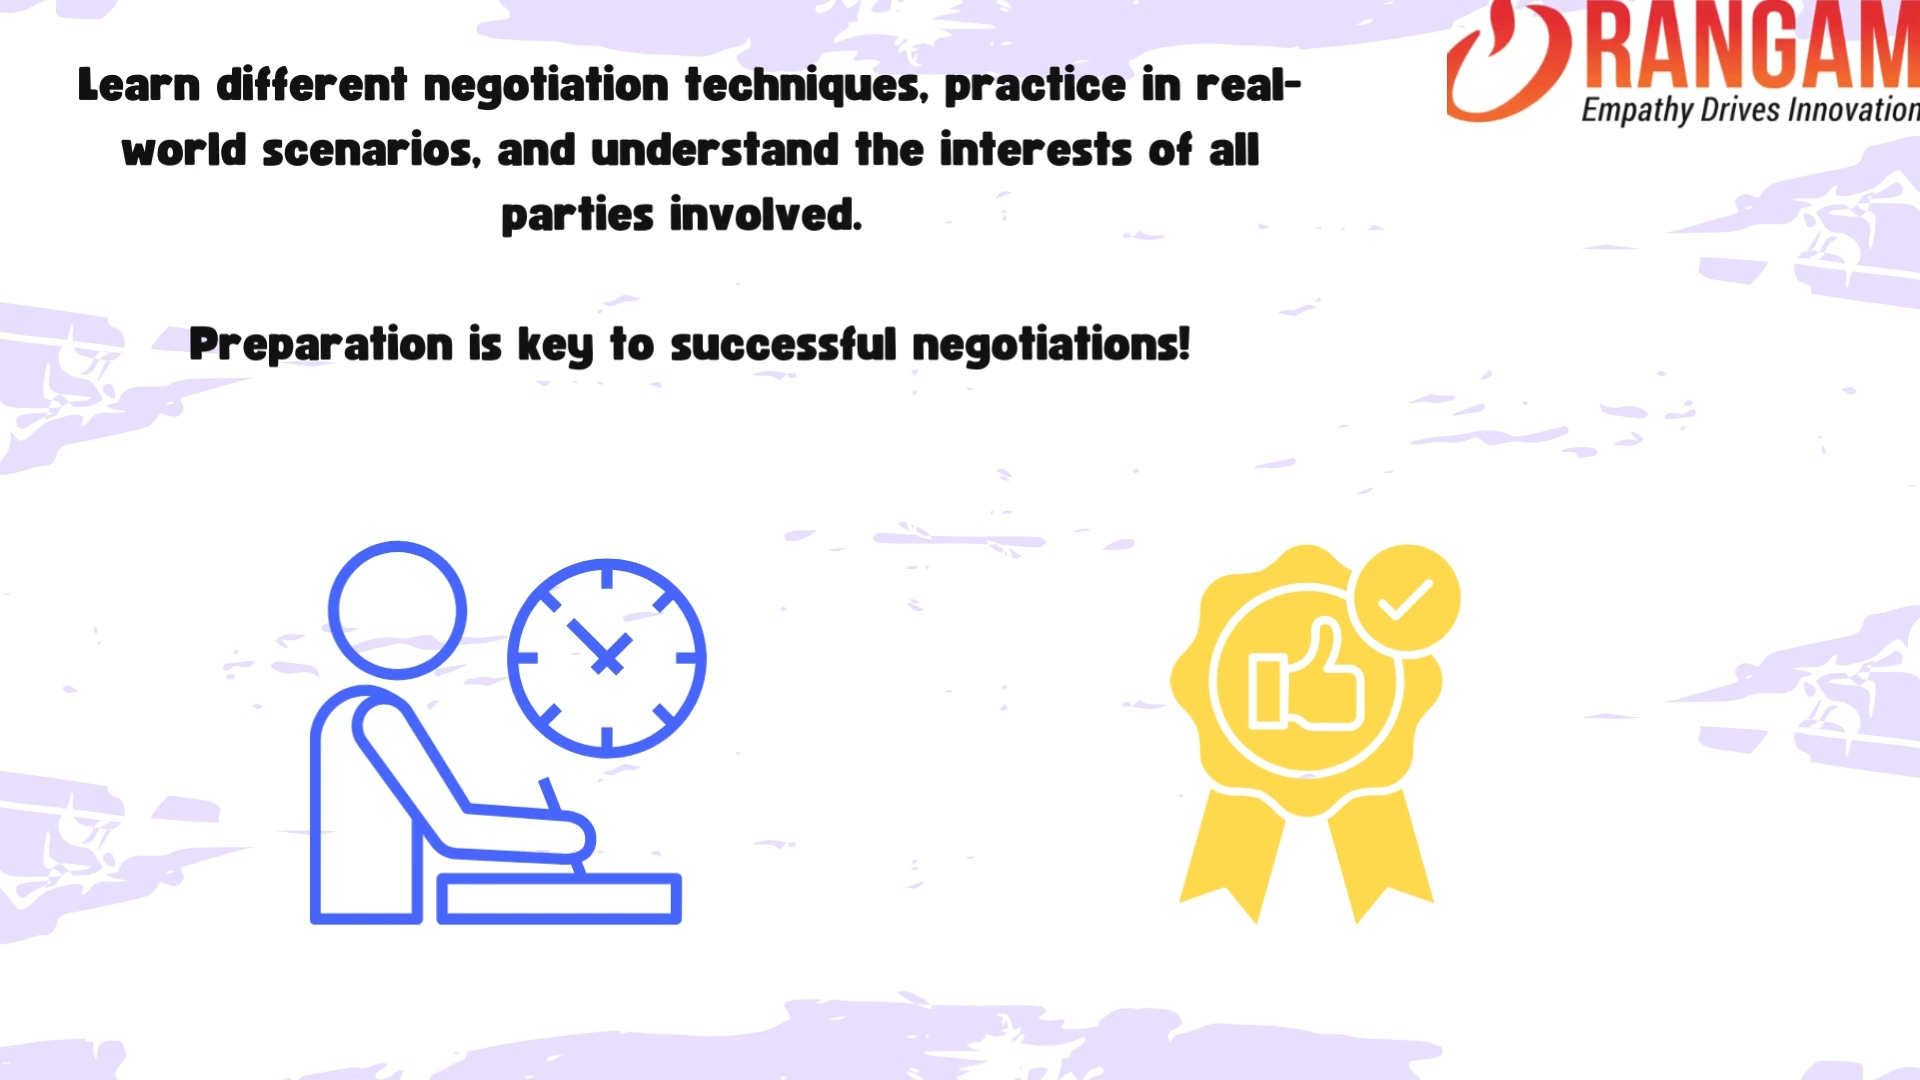 RANGAM
Empathy Drives Innovation
Learn different negotiation techniques, practice in real-
world scenarios, and understand the interests of all
parties involved.
Preparation is key to successful negotiations!